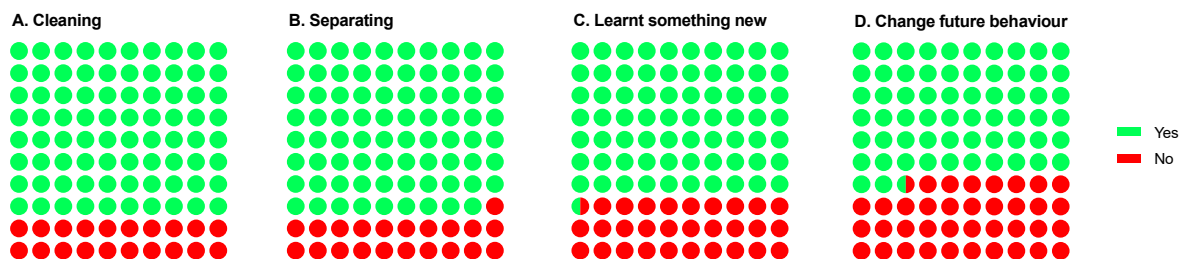 A. Cleaning
B. Separating
C. Learnt something new
D. Change future behaviour
Yes
No